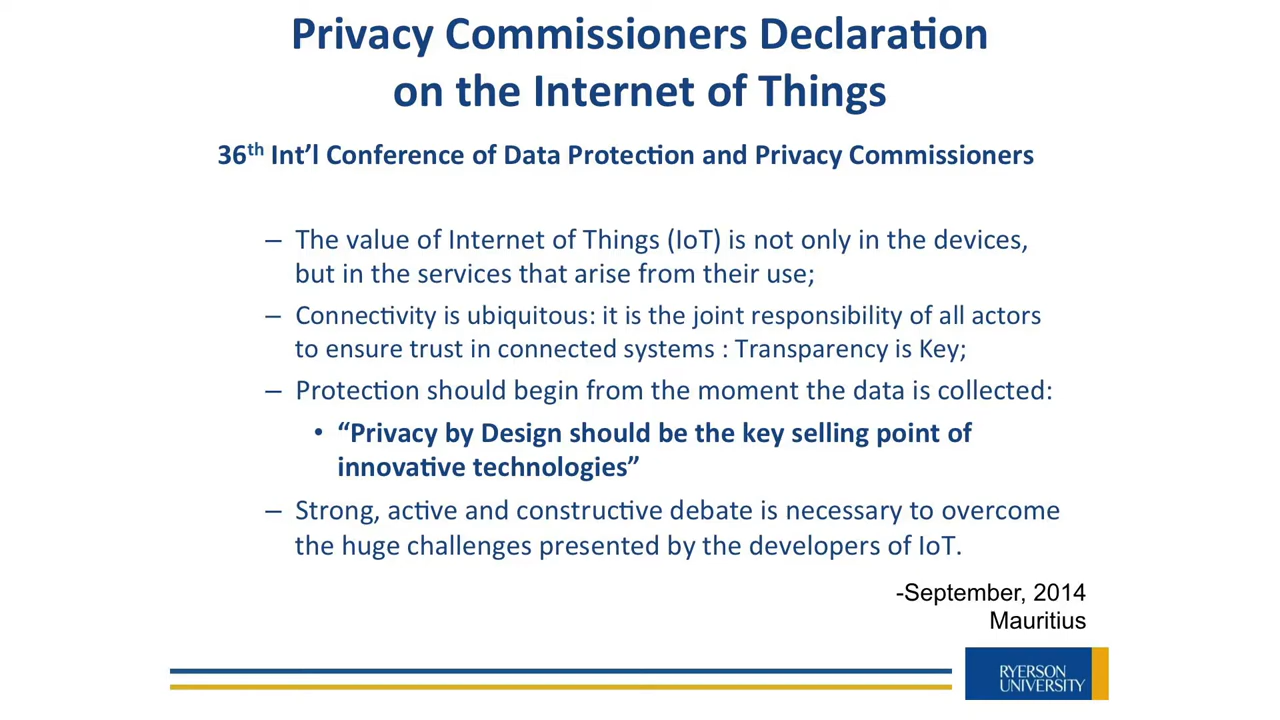 Privacy Commissioners Declaration
on the Internet of Things
36th Int’l Conference of Data Protection and Privacy Commissioners
– The value of Internet of Things (IoT) is not only in the devices,
but in the services that arise from their use;
– Connectivity is ubiquitous: it is the joint responsibility of all actors
to ensure trust in connected systems : Transparency is Key;
– Protection should begin from the moment the data is collected:
• “Privacy by Design should be the key selling point of
innovative technologies”
– Strong, active and constructive debate is necessary to overcome
the huge challenges presented by the developers of IoT.
-September, 2014
Mauritius
RYERSON
UNIVERSITY